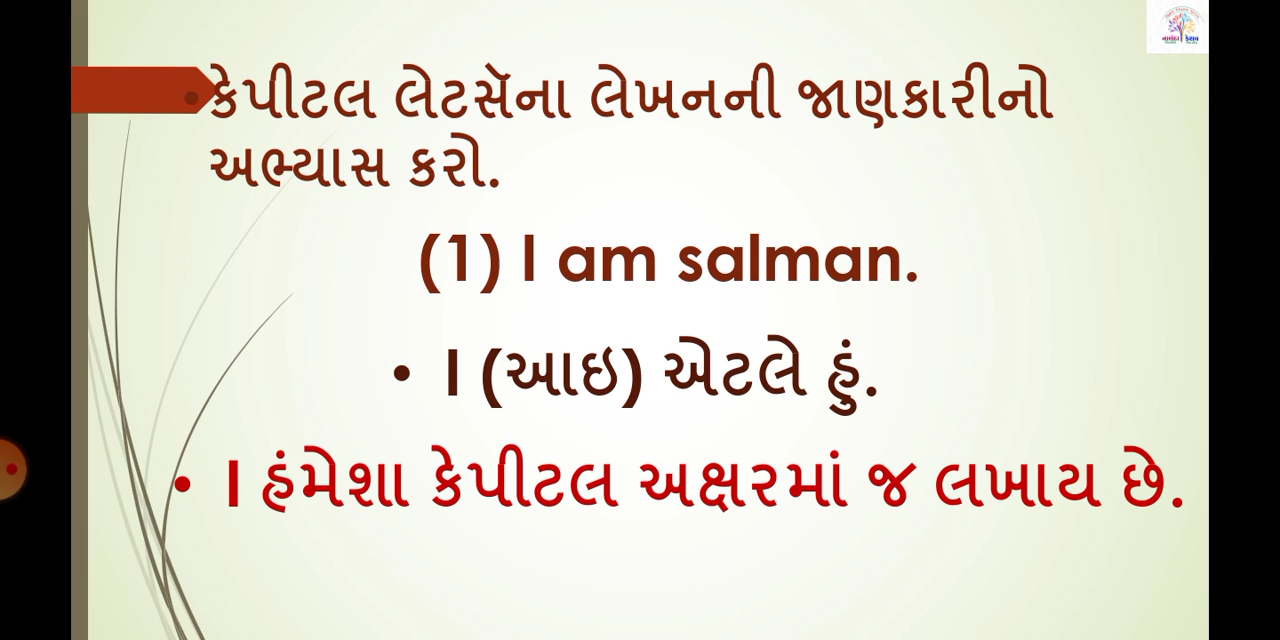 કેપીટલ લેટર્સના લેખનની જાણકારીનો
અભ્યાસ કરો.
(1) I am salman.
• I (આઇ) એટલે હું.
• I હંમેશા કેપીટલ અક્ષરમાં જ લખાય છે.